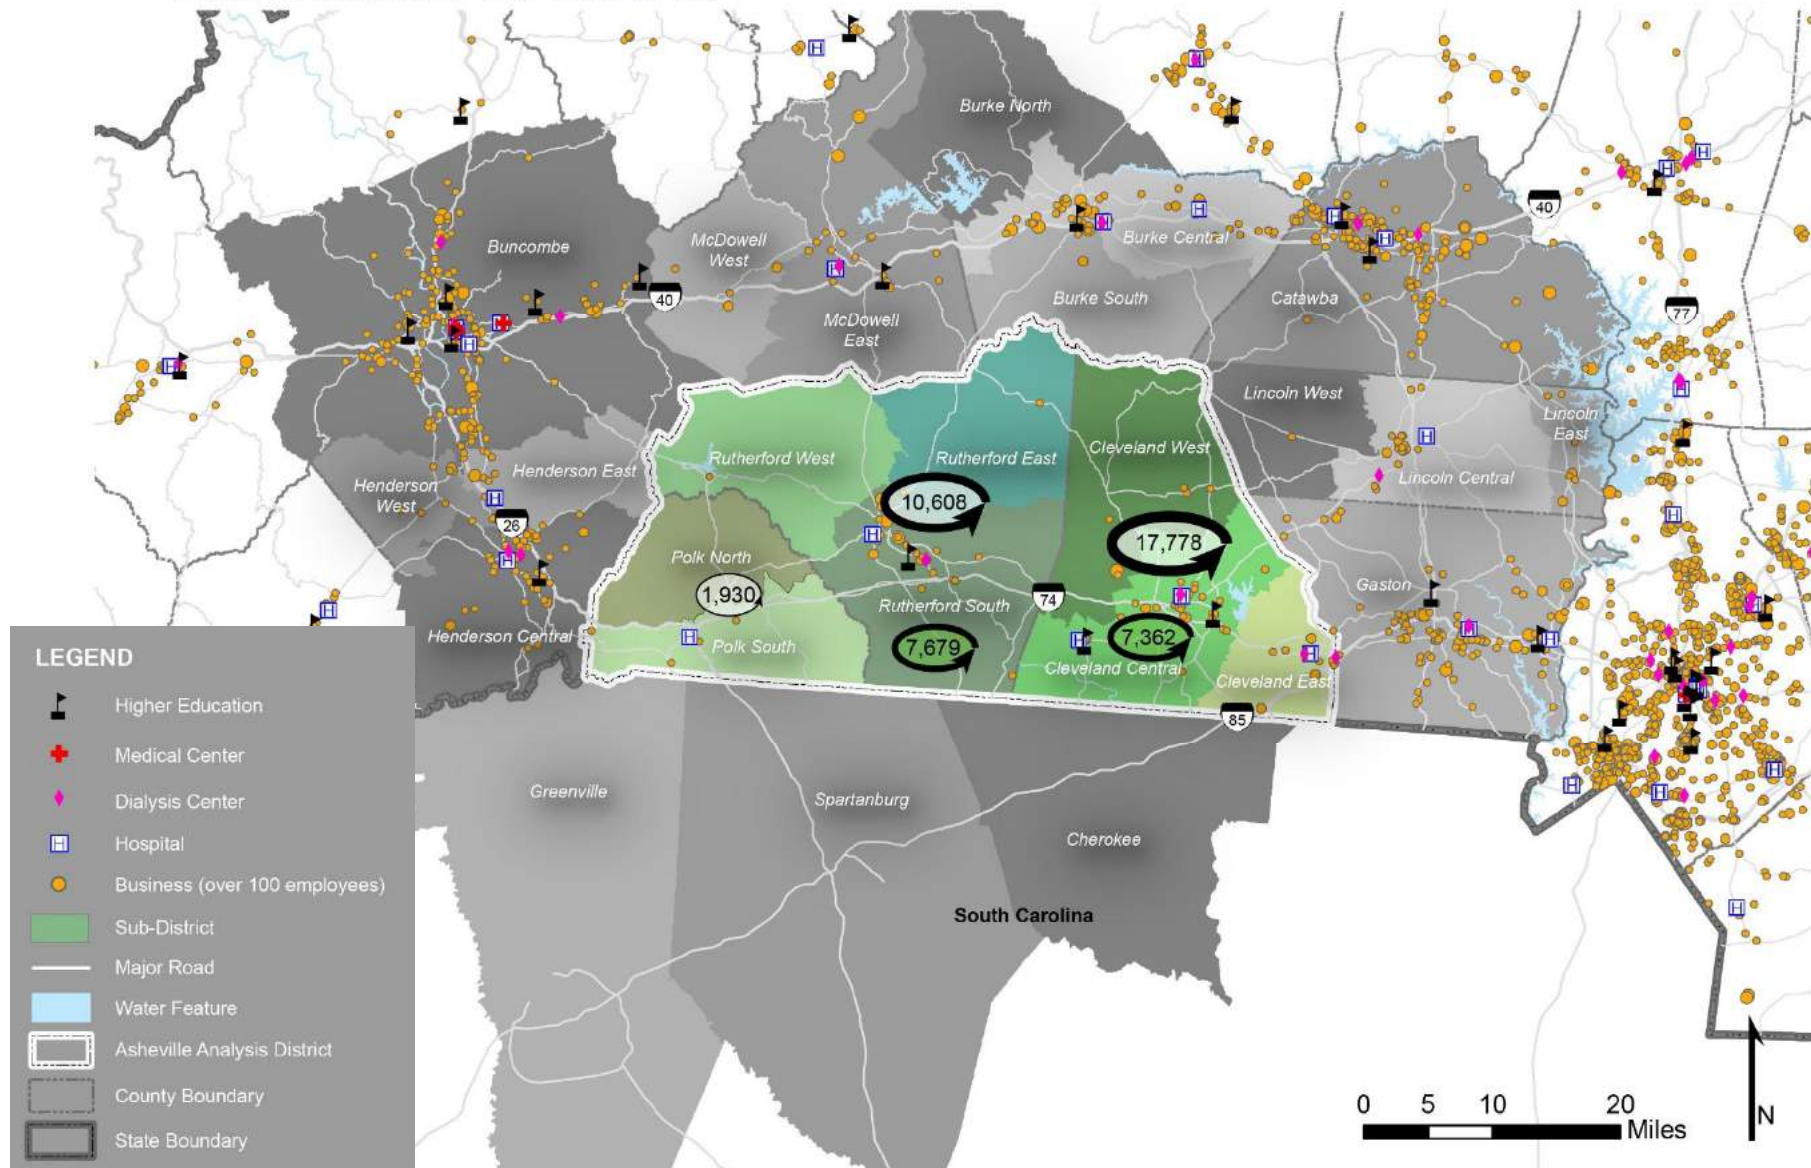 Burke North
40
Buncombe
McDowell
West
Burke Central
40
Burke South
Catawba
77
McDowell
East
Lincoln West
Lincoln
East
Rutherford West
Rutherford East
Cleveland West
Henderson East
Henderson
West
Lincoln Central
10,608
26
17,778
Polk North
Gaston
1,930
74
Rutherford South
Henderson Central
Polk South
7,679
7,362
Cleveland Central
Cleveland East
85
Greenville
Spartanburg
Cherokee
South Carolina
LEGEND
Higher Education
Medical Center
Dialysis Center
Hospital
Business (over 100 employees)
Sub-District
Major Road
Water Feature
Asheville Analysis District
County Boundary
State Boundary
0 5 10 20
Miles
N